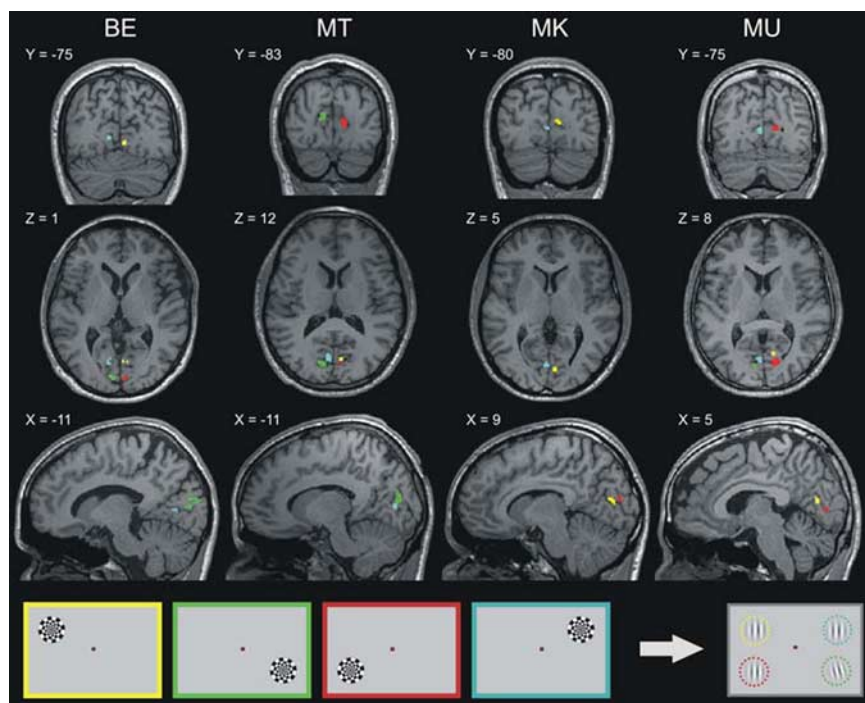 BE MT MK MU
Y = -75 Y = -83 Y = -80 Y = -75
Z = 1 Z = 12 Z = 5 Z = 8
X = -11 X = -11 X = 9 X = 5